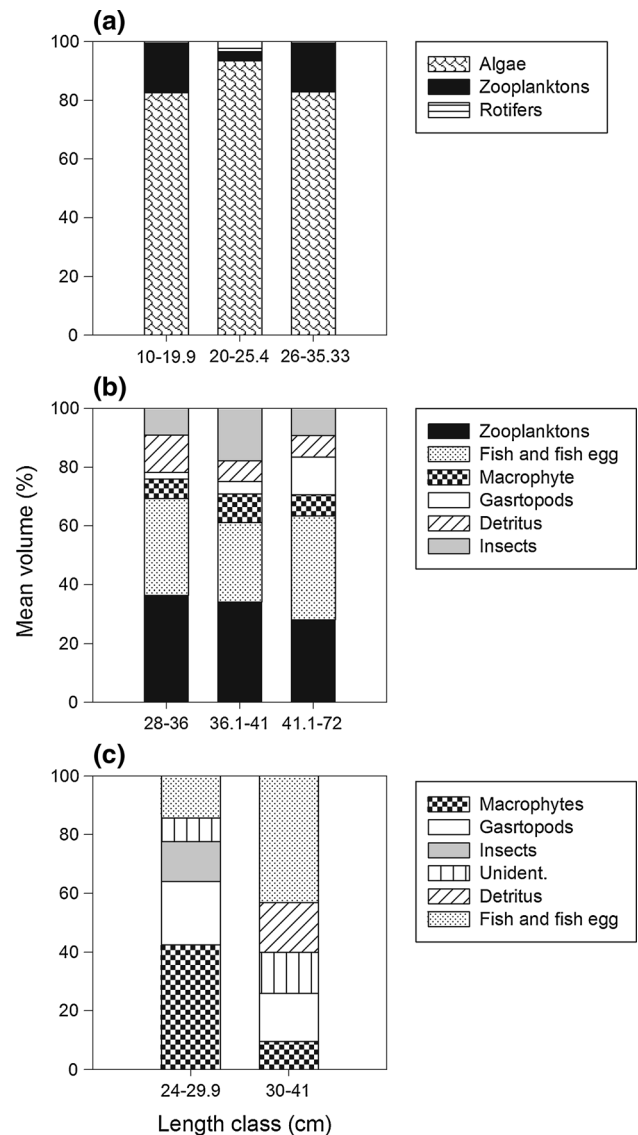 (a)
100
80
60
40
20
0
10-19.9 20-25.4 26-35.33
Algae
Zooplanktons
Rotifers
(b)
100
80
60
40
20
0
28-36 36.1-41 41.1-72
Zooplanktons
Fish and fish egg
Macrophyte
Gasrtopods
Detritus
Insects
Mean volume (%)
(c)
100
80
60
40
20
0
24-29.9 30-41
Macrophytes
Gasrtopods
Insects
Unident.
Detritus
Fish and fish egg
Length class (cm)